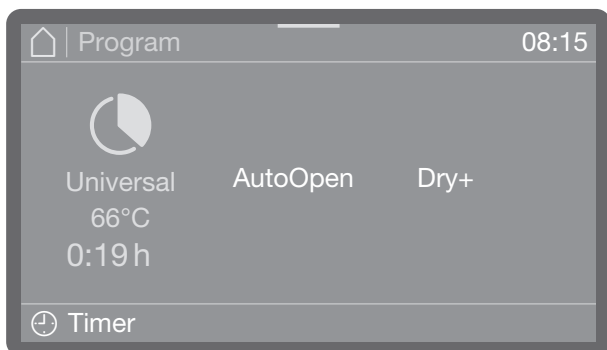 Program 08:15
Universal AutoOpen Dry+
66°C
0:19 h
Timer